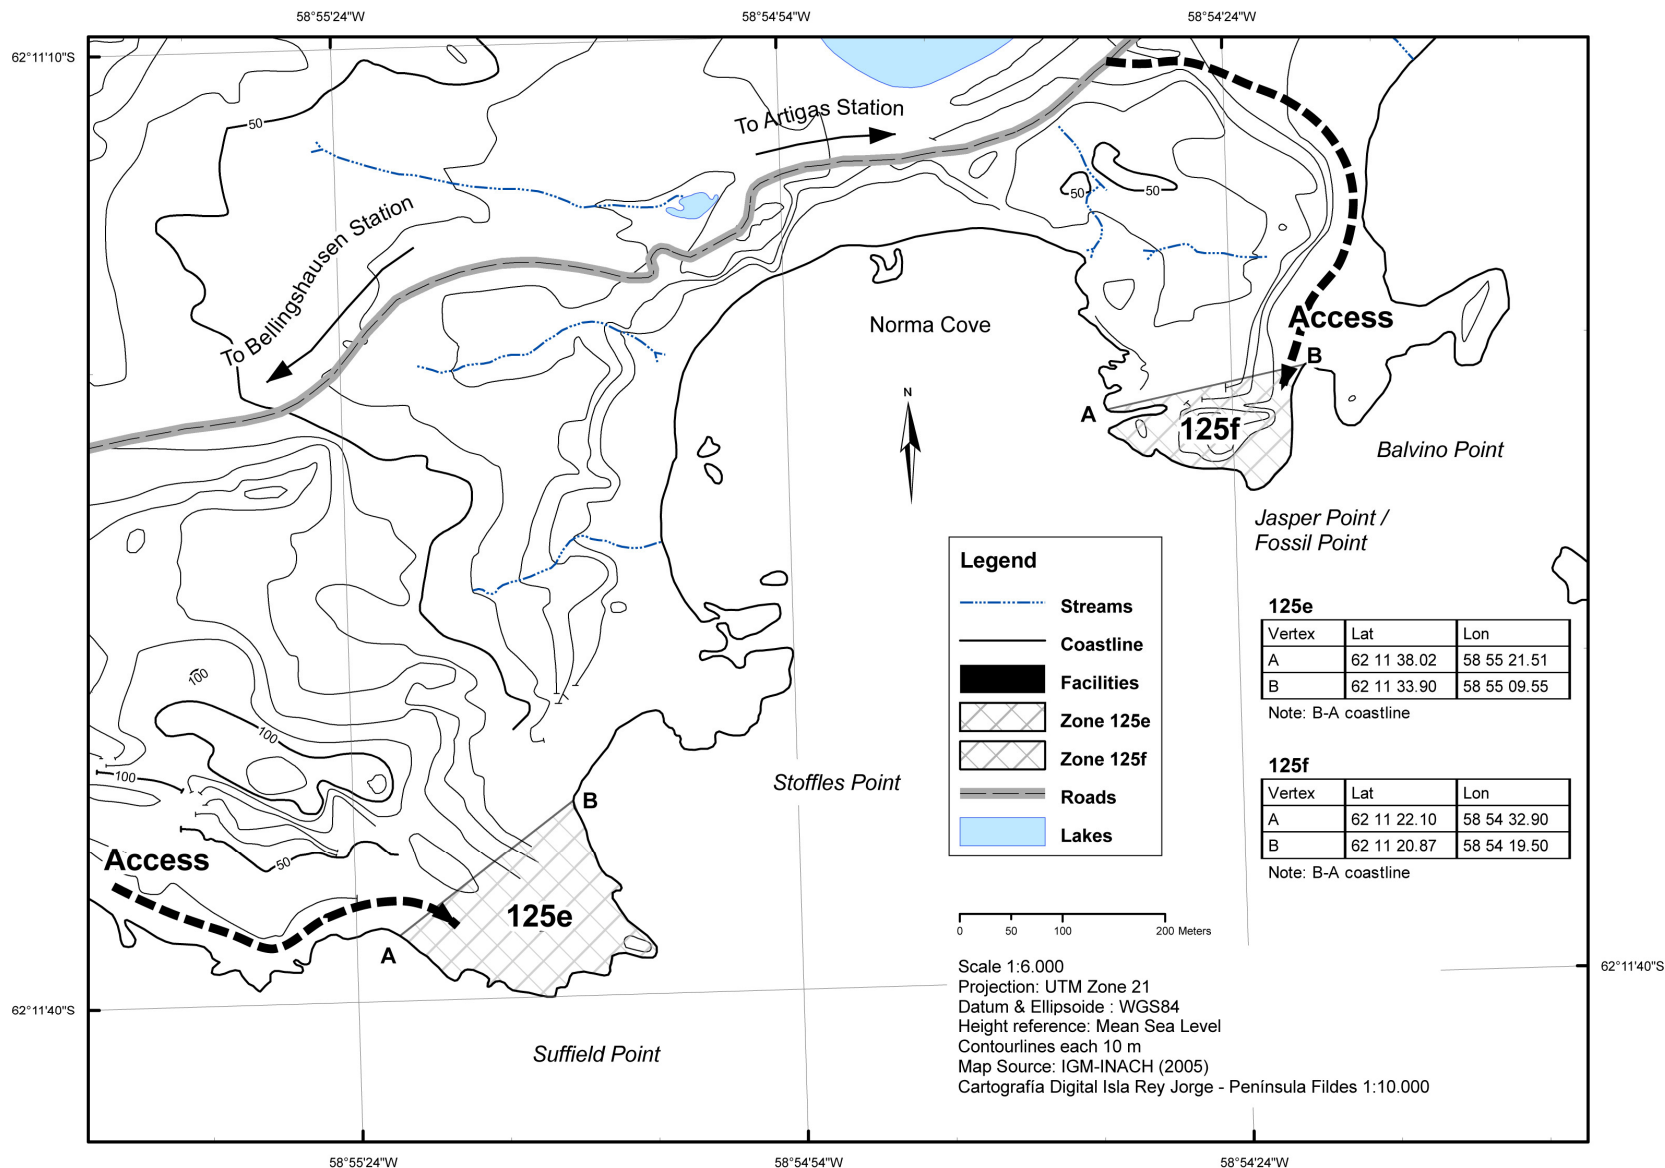 58°55'24"W
58°54'54"W
58°54'24"W
62°11'10"S
50
To Artigas Station
50
50
To Bellingshausen Station
Norma Cove
Access
B
A
125f
N
Balvino Point
Jasper Point /
Fossil Point
Legend
Streams
Coastline
Facilities
Zone 125e
Zone 125f
Roads
Lakes
125e
Vertex Lat Lon
A 62 11 38.02 58 55 21.51
B 62 11 33.90 58 55 09.55
Note: B-A coastline
125f
Vertex Lat Lon
A 62 11 22.10 58 54 32.90
B 62 11 20.87 58 54 19.50
Note: B-A coastline
100
100
100
Stoffles Point
B
50
Access
125e
A
0 50 100 200 Meters
Scale 1:6.000
Projection: UTM Zone 21
Datum & Ellipsoide : WGS84
Height reference: Mean Sea Level
Contourlines each 10 m
Map Source: IGM-INACH (2005)
Cartografía Digital Isla Rey Jorge - Península Fildes 1:10.000
62°11'40"S
62°11'40"S
Suffield Point
58°55'24"W
58°54'54"W
58°54'24"W